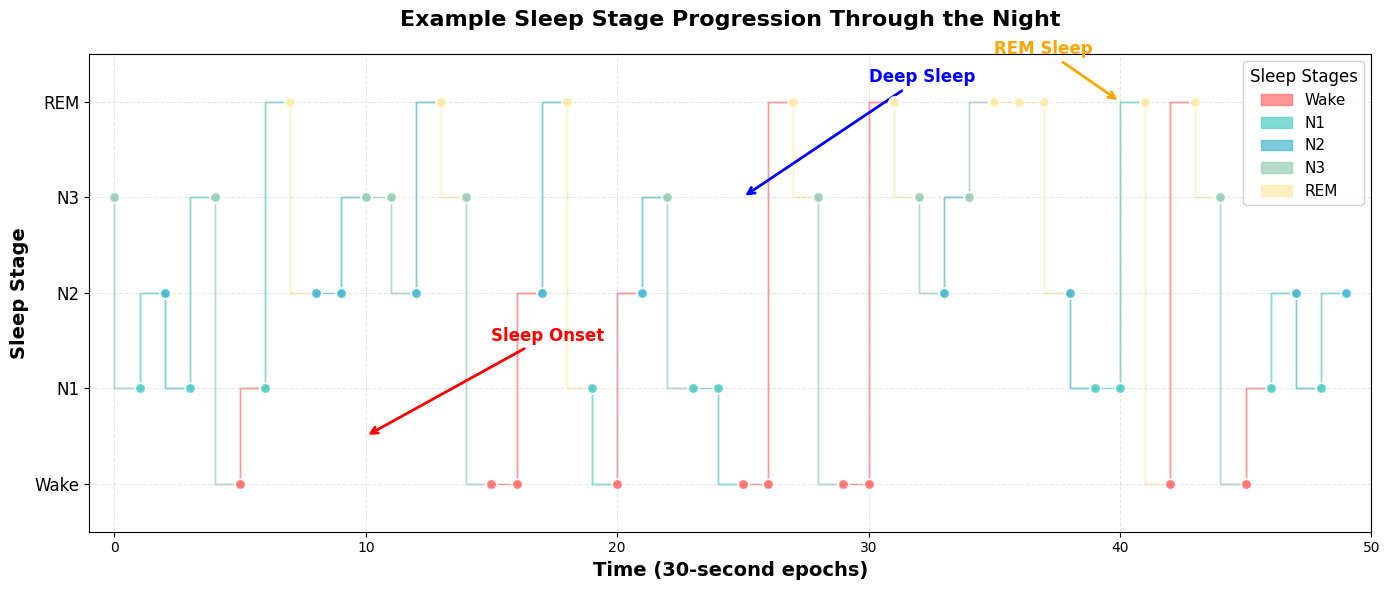 Example Sleep Stage Progression Through the Night
REM Sleep
Deep Sleep
Sleep Onset
Sleep Stages
Wake
N1
N2
N3
REM
Sleep Stage
REM
N3
N2
N1
Wake
0 10 20 30 40 50
Time (30-second epochs)